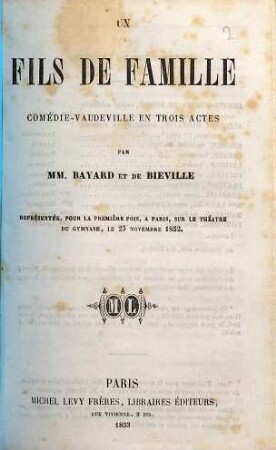 UN
2
FILS DE FAMILLE
COMÉDIE-VAUDEVILLE EN TROIS ACTES
PAR
MM. BAYARD ET DE BIEVILLE
REPRÉSENTÉE, POUR LA PREMIÈRE FOIS, A PARIS, SUR LE THÉATRE
DU GYMNASE, LE 25 NOVEMBRE 1852.
M L
PARIS
MICHEL LEVY FRÈRES, LIBRAIRES ÉDITEURS,
RUE VIVIENNE, 2 BIS.
1853